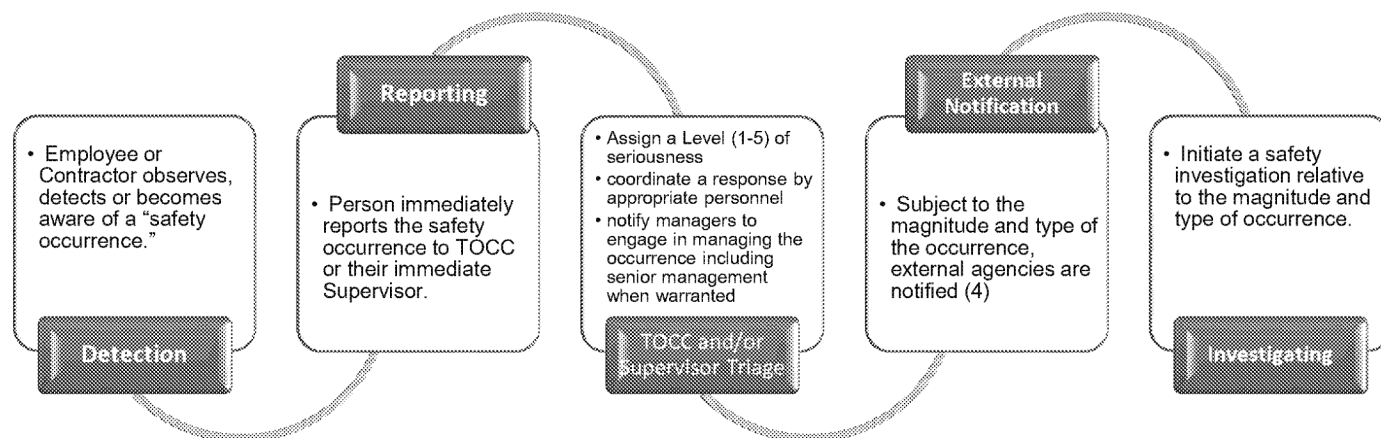 • Employee or
Contractor observes,
detects or becomes
aware of a “safety
occurrence.”
Detection
Reporting
• Person immediately
reports the safety
occurrence to TOCC
or their immediate
Supervisor.
• Assign a Level (1-5) of
seriousness
• coordinate a response by
appropriate personnel
• notify managers to
engage in managing the
occurrence including
senior management
when warranted
TOCC and/or
Supervisor Triage
External
Notification
• Subject to the
magnitude and type of
the occurrence,
external agencies are
notified (4)
• Initiate a safety
investigation relative
to the magnitude and
type of occurrence.
Investigating